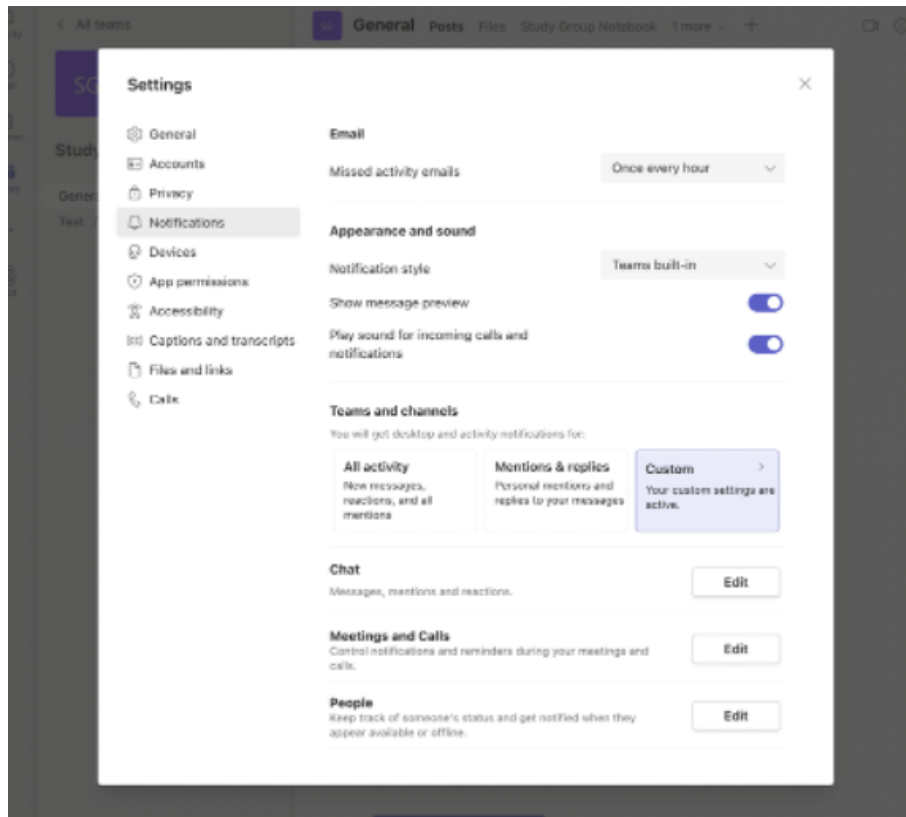 All teams
SG General Posts Files Study Group Notebook 1 more
SG
Study
Gener
Test
Settings
General
Accounts
Privacy
Notifications
Devices
App permissions
Accessibility
Captions and transcripts
Files and links
Calls
Email
Missed activity emails
Once every hour
Appearance and sound
Notification style
Teams built-in
Show message preview
Play sound for incoming calls and
notifications
Teams and channels
You will get desktop and activity notifications for:
All activity
New messages,
reactions, and all
mentions
Mentions & replies
Personal mentions and
replies to your messages
Custom
Your custom settings are
active.
Chat
Messages, mentions and reactions.
Edit
Meetings and Calls
Control notifications and reminders during your meetings and
calls.
Edit
People
Keep track of someone's status and get notified when they
appear available or offline.
Edit